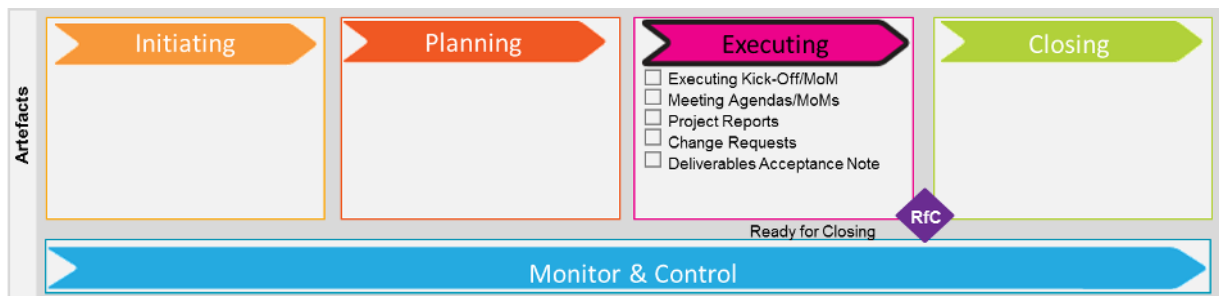 Artefacts
Initiating
Planning
Executing
Closing
Executing Kick-Off/MoM
Meeting Agendas/MoMs
Project Reports
Change Requests
Deliverables Acceptance Note
RfC
Ready for Closing
Monitor & Control